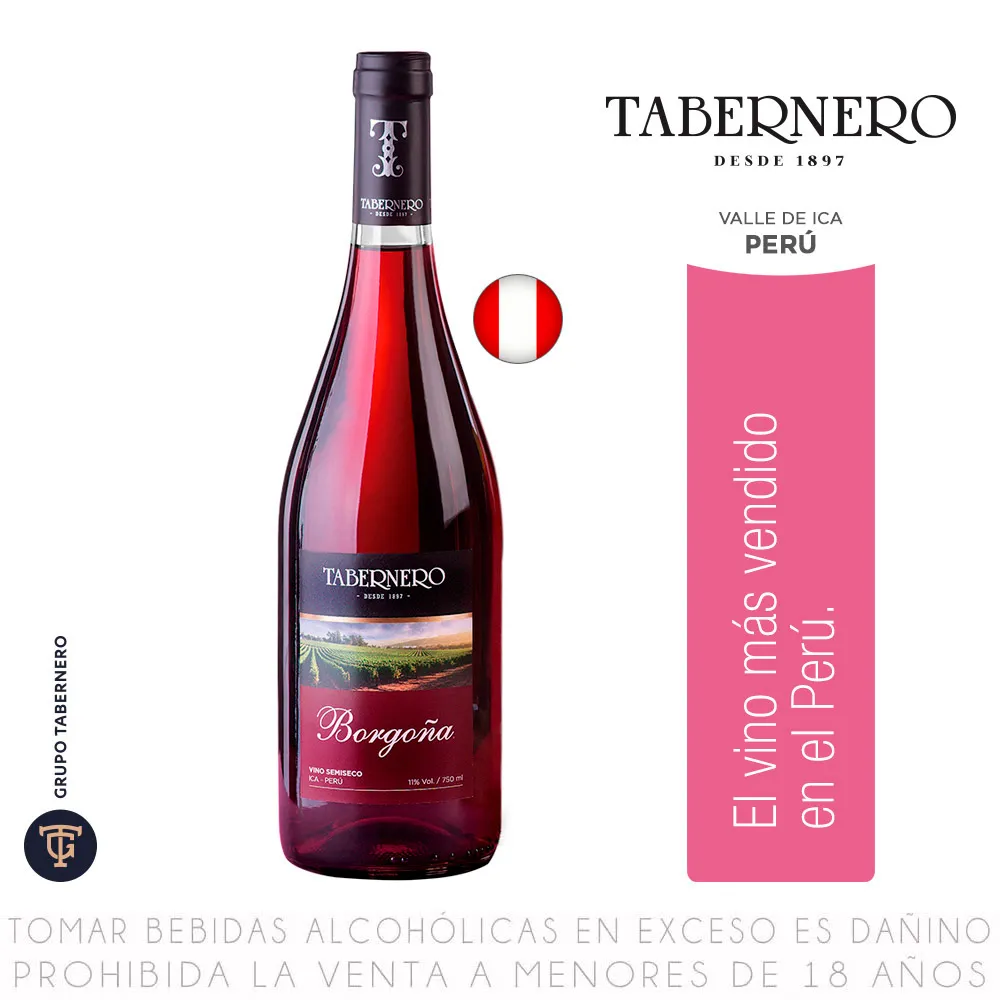 TABERNERO
DESDE 1897
VALLE DE ICA
PERÚ
El vino más vendido
en el Perú.
T
TABERNERO
- DESDE 1897 -
TABERNERO
- DESDE 1897 -
Borgoña
VINO SEMISECO
ICA - PERÚ
11% Vol. / 750 ml
GRUPO TABERNERO
TG
TOMAR BEBIDAS ALCOHÓLICAS EN EXCESO ES DAÑINO
PROHIBIDA LA VENTA A MENORES DE 18 AÑOS